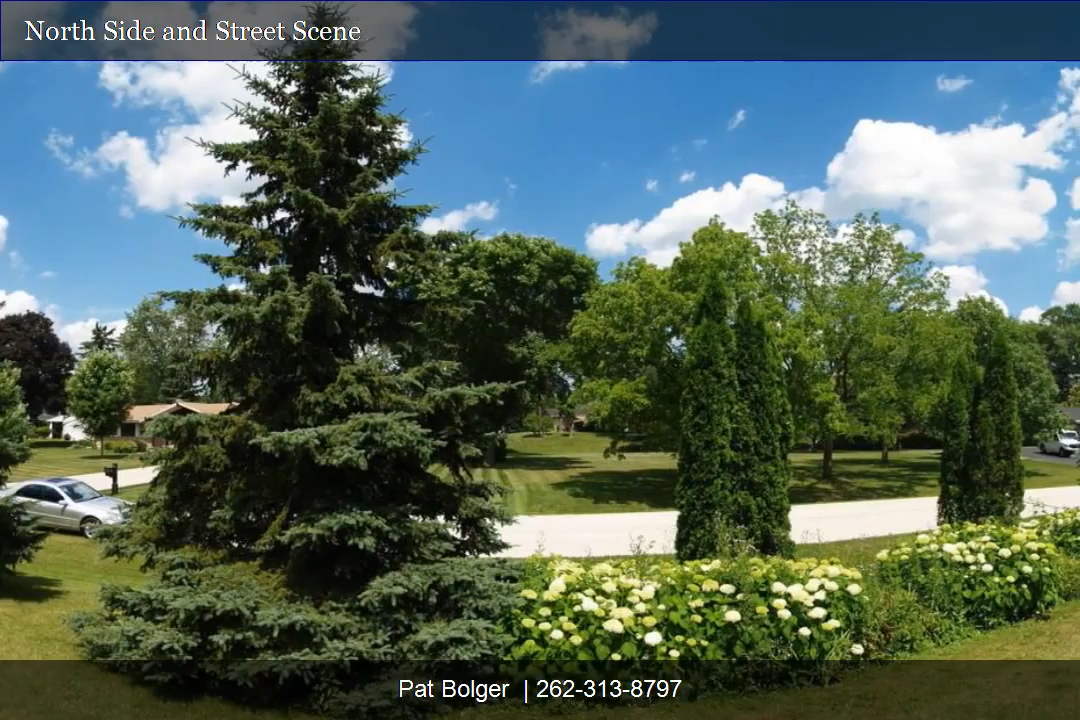 North Side and Street Scene
Pat Bolger | 262-313-8797